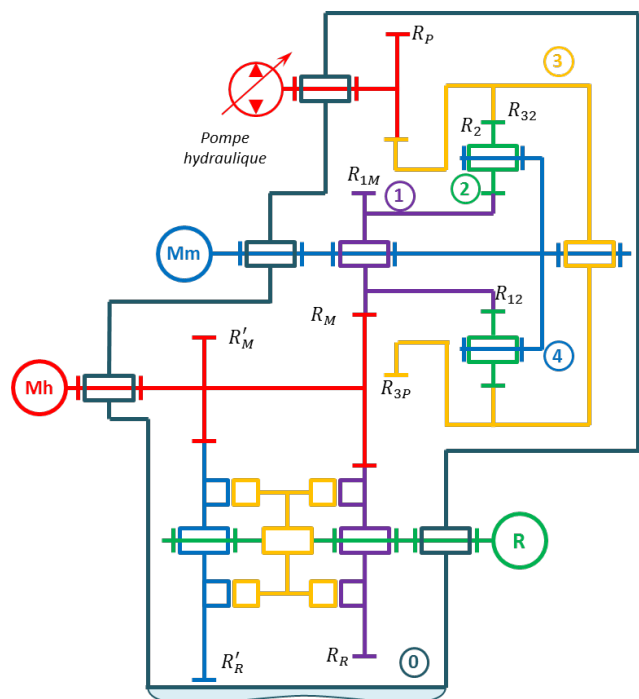 R_P
3
R_32
R_2
Pompe
hydraulique
R_1M
1
2
Mm
R_12
R_M
R'_M
4
Mh
R_3P
R
R'_R
R_R
0